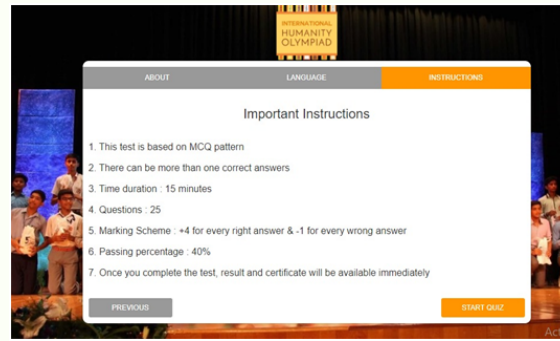 INTERNATIONAL
HUMANITY
OLYMPIAD
ABOUT
LANGUAGE
INSTRUCTIONS
Important Instructions
1. This test is based on MCQ pattern
2. There can be more than one correct answers
3. Time duration : 15 minutes
4. Questions : 25
5. Marking Scheme : +4 for every right answer & -1 for every wrong answer
6. Passing percentage : 40%
7. Once you complete the test, result and certificate will be available immediately
PREVIOUS
START QUIZ